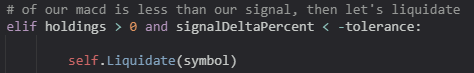 # of our macd is less than our signal, then let's liquidate
elif holdings > 0 and signalDeltaPercent < -tolerance:
self.Liquidate(symbol)